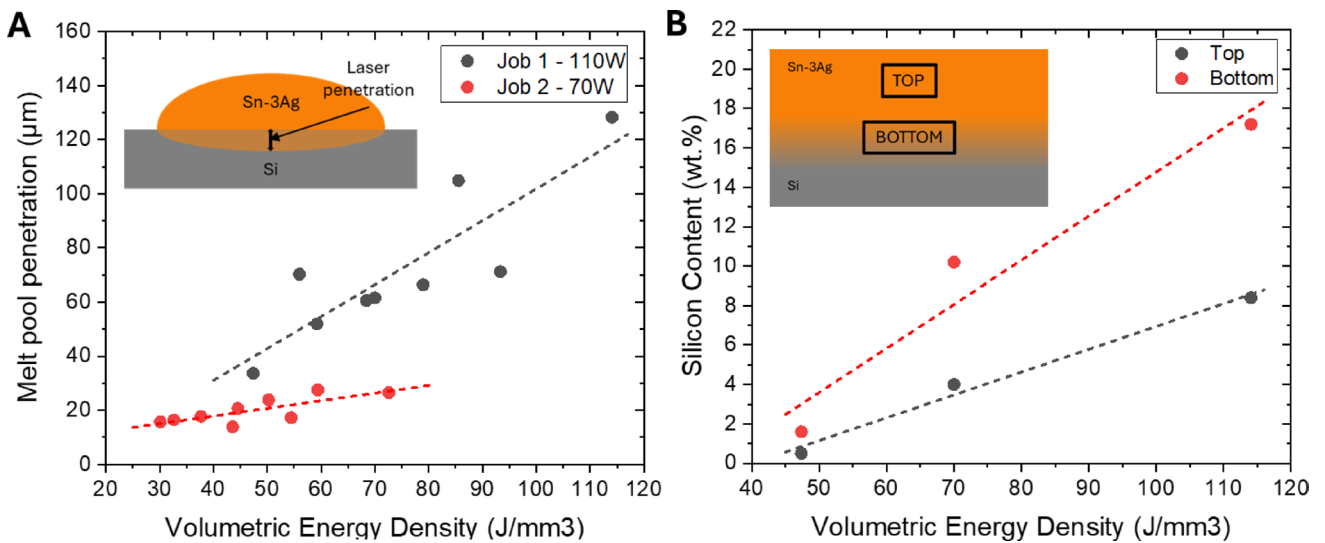 A
160
140
120
100
80
60
40
20
0
20
30
40
50
60
70
80
90
100
110
120
Melt pool penetration (µm)
Volumetric Energy Density (J/mm3)
Laser
penetration
Sn-3Ag
Si
Job 1 - 110W
Job 2 - 70W
B
22
20
18
16
14
12
10
8
6
4
2
0
40
50
60
70
80
90
100
110
120
Silicon Content (wt.%)
Volumetric Energy Density (J/mm3)
Sn-3Ag
TOP
BOTTOM
Si
Top
Bottom